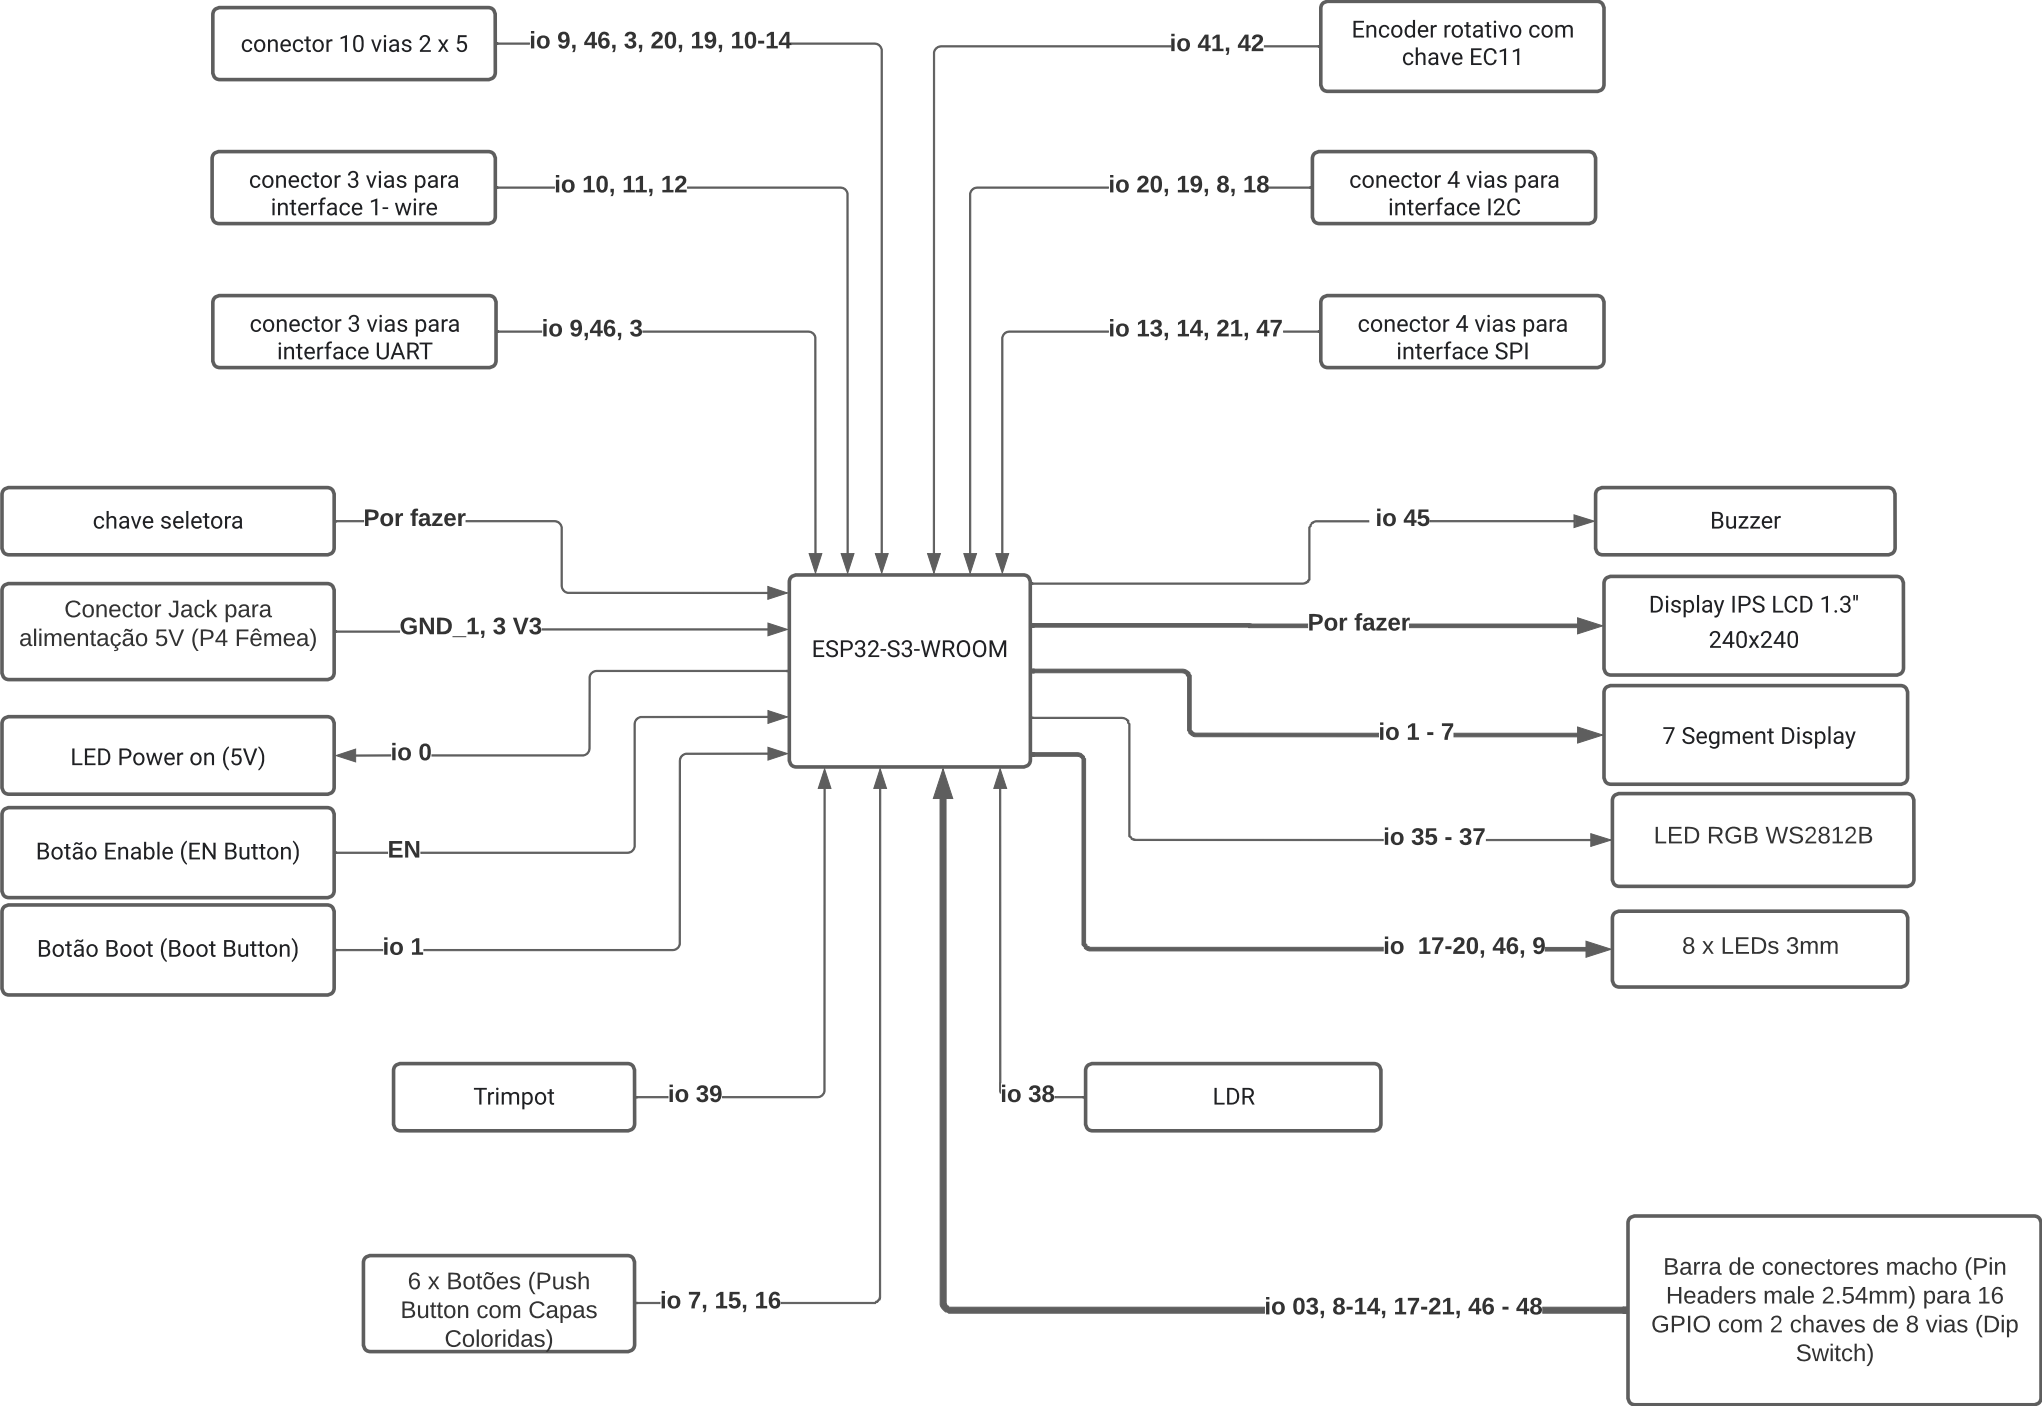 conector 10 vias 2 x 5
io 9, 46, 3, 20, 19, 10-14
io 41, 42
Encoder rotativo com
chave EC11
conector 3 vias para
interface 1- wire
io 10, 11, 12
io 20, 19, 8, 18
conector 4 vias para
interface I2C
conector 3 vias para
interface UART
io 9,46, 3
io 13, 14, 21, 47
conector 4 vias para
interface SPI
chave seletora
Por fazer
io 45
Buzzer
Conector Jack para
alimentação 5V (P4 Fêmea)
GND_1, 3 V3
ESP32-S3-WROOM
Por fazer
Display IPS LCD 1.3"
240x240
LED Power on (5V)
io 0
io 1 - 7
7 Segment Display
Botão Enable (EN Button)
EN
io 35 - 37
LED RGB WS2812B
Botão Boot (Boot Button)
io 1
io  17-20, 46, 9
8 x LEDs 3mm
Trimpot
io 39
io 38
LDR
6 x Botões (Push
Button com Capas
Coloridas)
io 7, 15, 16
io 03, 8-14, 17-21, 46 - 48
Barra de conectores macho (Pin
Headers male 2.54mm) para 16
GPIO com 2 chaves de 8 vias (Dip
Switch)